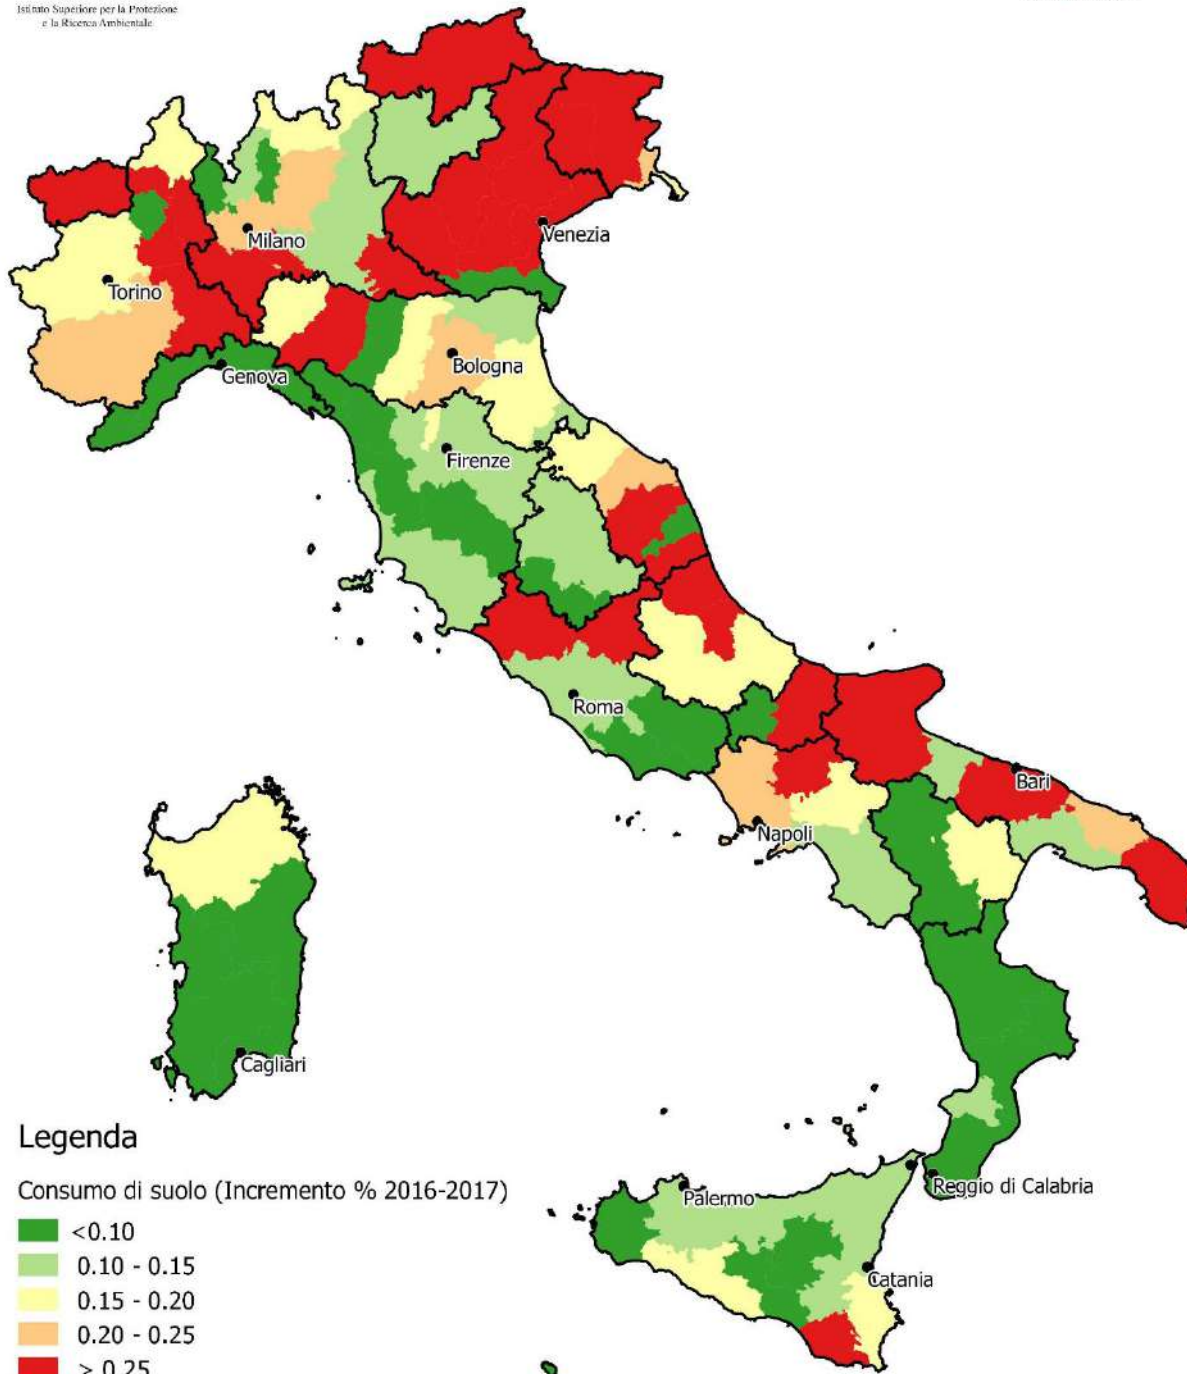 Istituto Superiore per la Protezione
e la Ricerca Ambientale
Milano
Venezia
Torino
Bologna
Genova
Firenze
Roma
Bari
Napoli
Cagliari
Legenda
Consumo di suolo (Incremento % 2016-2017)
<0.10
0.10 - 0.15
0.15 - 0.20
0.20 - 0.25
> 0.25
Reggio di Calabria
Palermo
Catania